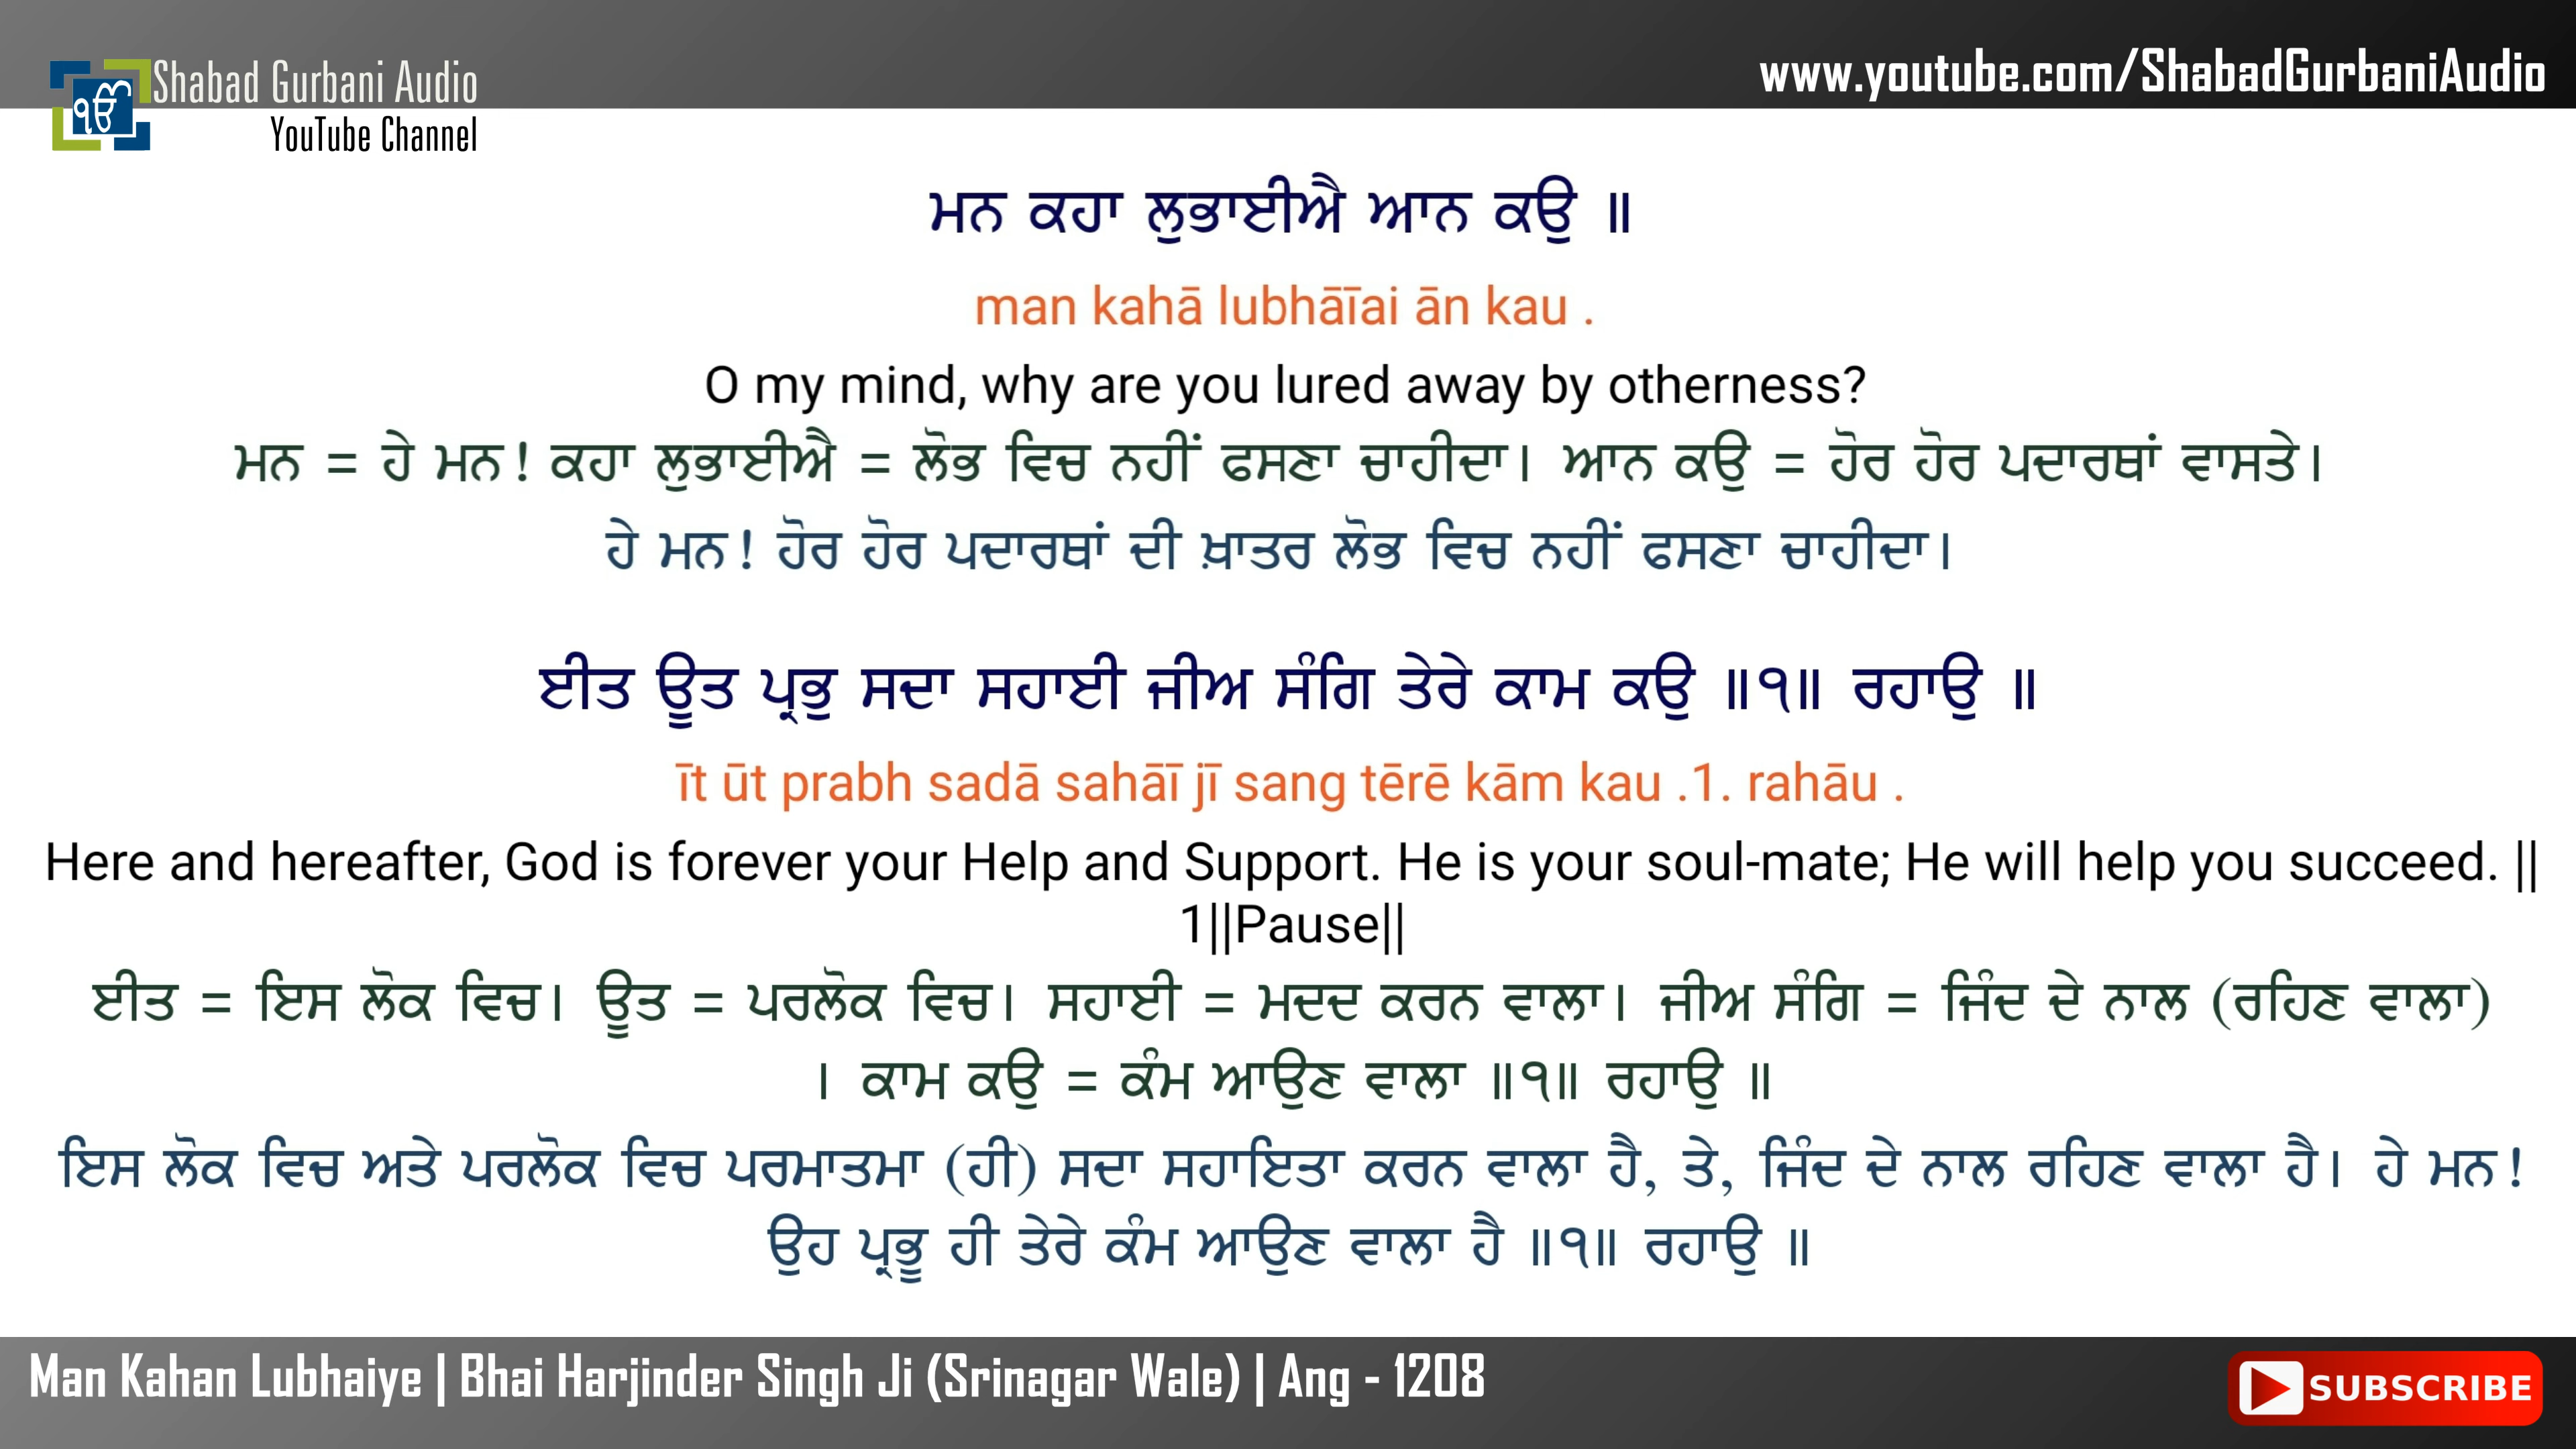 Shabad Gurbani Audio
YouTube Channel
ੴ
www.youtube.com/ShabadGurbaniAudio
ਮਨ ਕਹਾ ਲੁਭਾਈਐ ਆਨ ਕਉ ॥
man kahā lubhāīai ān kau .
O my mind, why are you lured away by otherness?
ਮਨ = ਹੇ ਮਨ! ਕਹਾ ਲੁਭਾਈਐ = ਲੋਭ ਵਿਚ ਨਹੀਂ ਫਸਣਾ ਚਾਹੀਦਾ। ਆਨ ਕਉ = ਹੋਰ ਹੋਰ ਪਦਾਰਥਾਂ ਵਾਸਤੇ।
ਹੇ ਮਨ! ਹੋਰ ਹੋਰ ਪਦਾਰਥਾਂ ਦੀ ਖ਼ਾਤਰ ਲੋਭ ਵਿਚ ਨਹੀਂ ਫਸਣਾ ਚਾਹੀਦਾ।
ਈਤ ਊਤ ਪ੍ਰਭੁ ਸਦਾ ਸਹਾਈ ਜੀਅ ਸੰਗਿ ਤੇਰੇ ਕਾਮ ਕਉ ॥੧॥ ਰਹਾਉ ॥
īt ūt prabh sadā sahāī jī sang tērē kām kau .1. rahāu .
Here and hereafter, God is forever your Help and Support. He is your soul-mate; He will help you succeed. ||
1||Pause||
ਈਤ = ਇਸ ਲੋਕ ਵਿਚ। ਊਤ = ਪਰਲੋਕ ਵਿਚ। ਸਹਾਈ = ਮਦਦ ਕਰਨ ਵਾਲਾ। ਜੀਅ ਸੰਗਿ = ਜਿੰਦ ਦੇ ਨਾਲ (ਰਹਿਣ ਵਾਲਾ)
। ਕਾਮ ਕਉ = ਕੰਮ ਆਉਣ ਵਾਲਾ ॥੧॥ ਰਹਾਉ ॥
ਇਸ ਲੋਕ ਵਿਚ ਅਤੇ ਪਰਲੋਕ ਵਿਚ ਪਰਮਾਤਮਾ (ਹੀ) ਸਦਾ ਸਹਾਇਤਾ ਕਰਨ ਵਾਲਾ ਹੈ, ਤੇ, ਜਿੰਦ ਦੇ ਨਾਲ ਰਹਿਣ ਵਾਲਾ ਹੈ। ਹੇ ਮਨ!
ਉਹ ਪ੍ਰਭੂ ਹੀ ਤੇਰੇ ਕੰਮ ਆਉਣ ਵਾਲਾ ਹੈ ॥੧॥ ਰਹਾਉ ॥
Man Kahan Lubhaiye | Bhai Harjinder Singh Ji (Srinagar Wale) | Ang - 1208
SUBSCRIBE